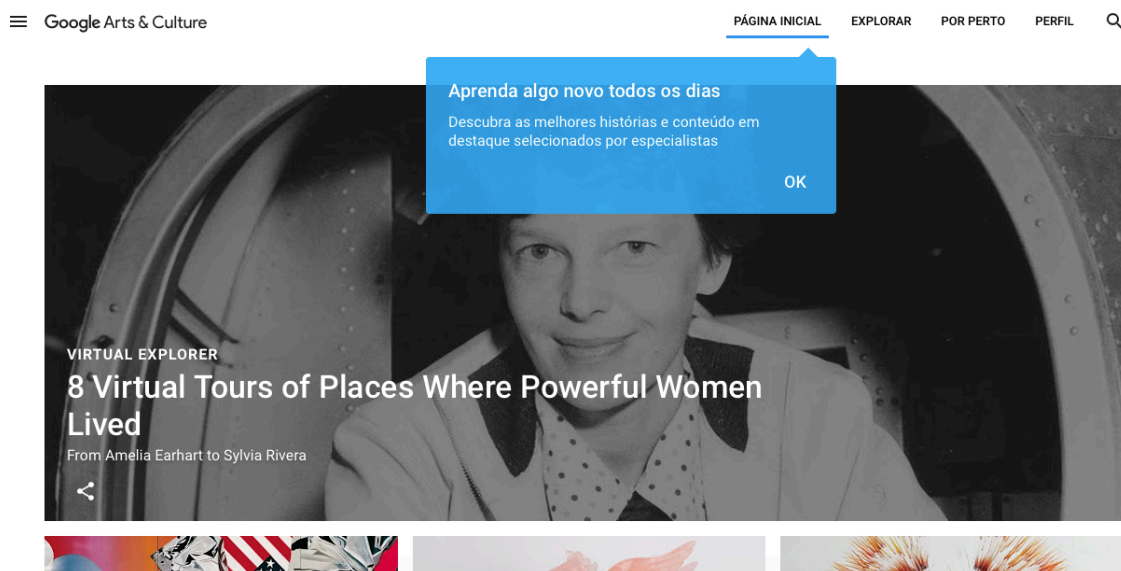 Google Arts & Culture
PÁGINA INICIAL EXPLORAR POR PERTO PERFIL
Aprenda algo novo todos os dias
Descubra as melhores histórias e conteúdo em
destaque selecionados por especialistas
OK
VIRTUAL EXPLORER
8 Virtual Tours of Places Where Powerful Women
Lived
From Amelia Earhart to Sylvia Rivera